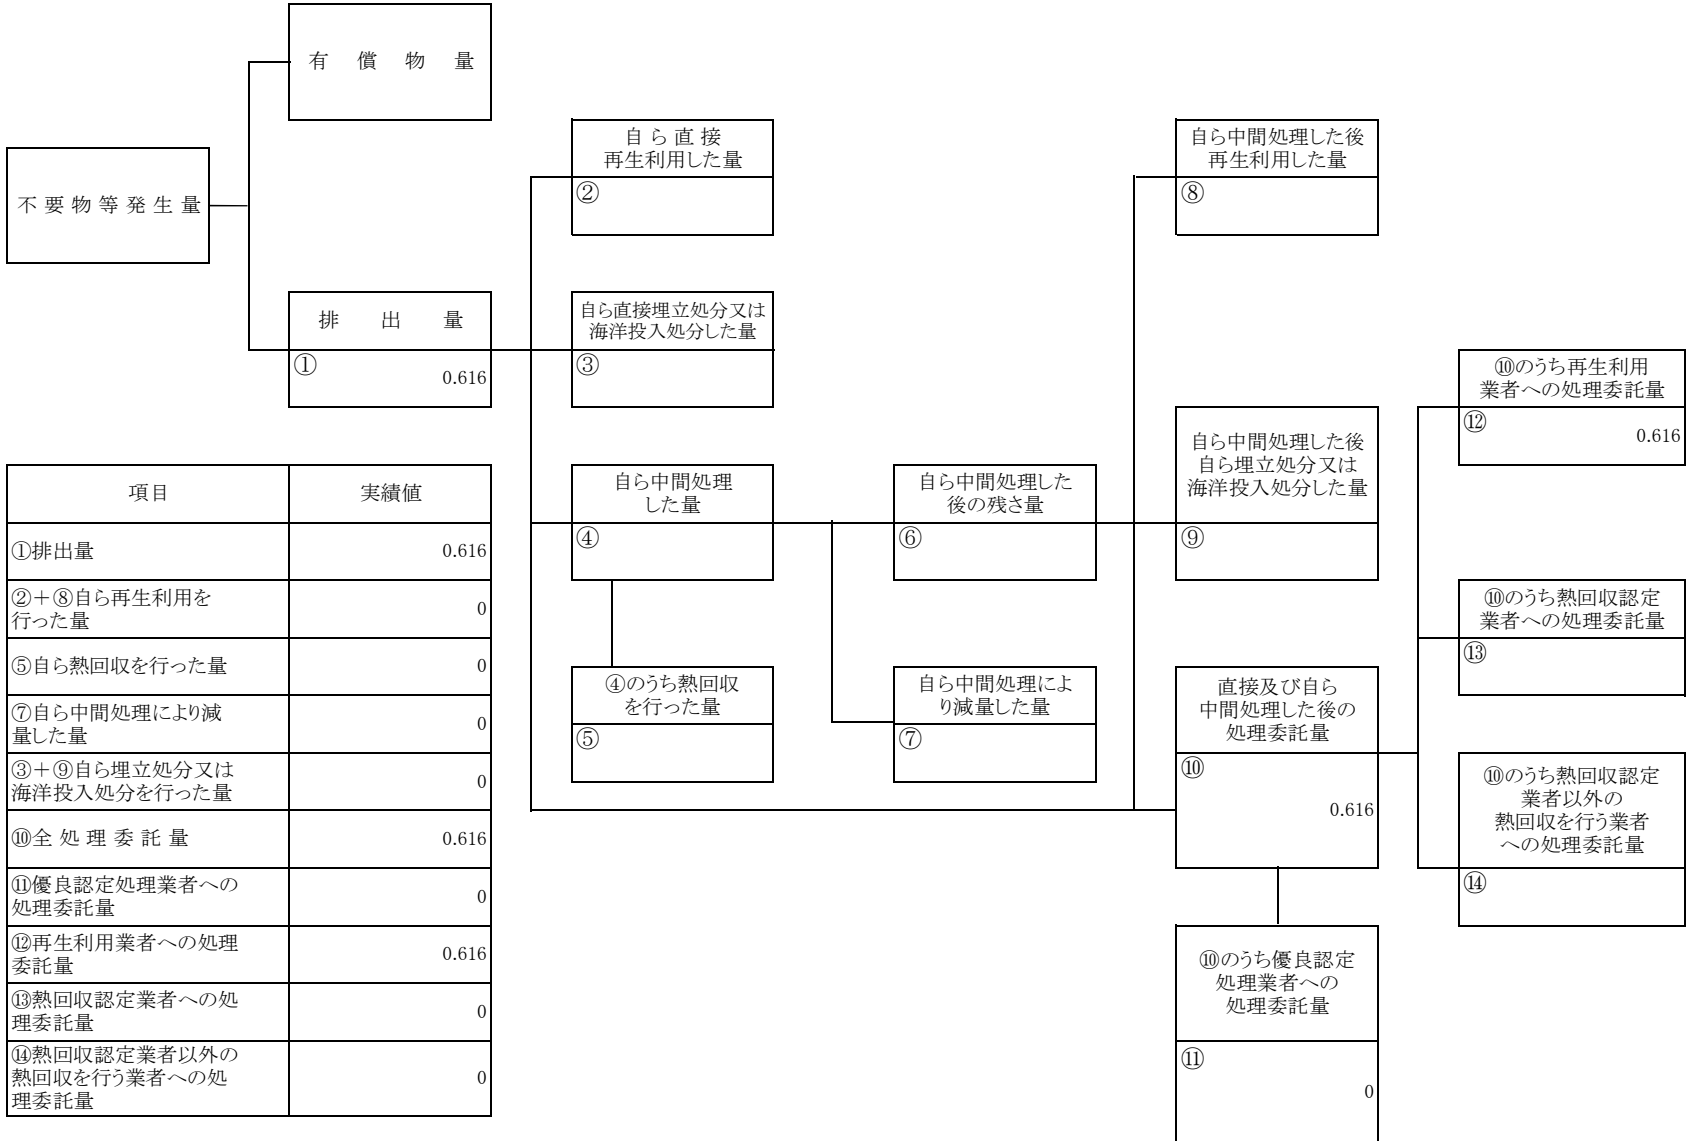 有償物量
不要物等発生量
排出量
①
0.616
自ら直接
再生利用した量
②
自ら直接埋立処分又は
海洋投入処分した量
③
自ら中間処理
した量
④
④のうち熱回収
を行った量
⑤
自ら中間処理した
後の残さ量
⑥
自ら中間処理によ
り減量した量
⑦
自ら中間処理した後
再生利用した量
⑧
自ら中間処理した後
自ら埋立処分又は
海洋投入処分した量
⑨
直接及び自ら
中間処理した後の
処理委託量
⑩
0.616
⑩のうち優良認定
処理業者への
処理委託量
⑪
0
⑩のうち再生利用
業者への処理委託量
⑫
0.616
⑩のうち熱回収認定
業者への処理委託量
⑬
⑩のうち熱回収認定
業者以外の
熱回収を行う業者
への処理委託量
⑭
項目 実績値
①排出量 0.616
②＋⑧自ら再生利用を
行った量
0
⑤自ら熱回収を行った量 0
⑦自ら中間処理により減
量した量
0
③＋⑨自ら埋立処分又は
海洋投入処分を行った量
0
⑩全処理委託量 0.616
⑪優良認定処理業者への
処理委託量
0
⑫再生利用業者への処理
委託量
0.616
⑬熱回収認定業者への処
理委託量
0
⑭熱回収認定業者以外の
熱回収を行う業者への処
理委託量
0